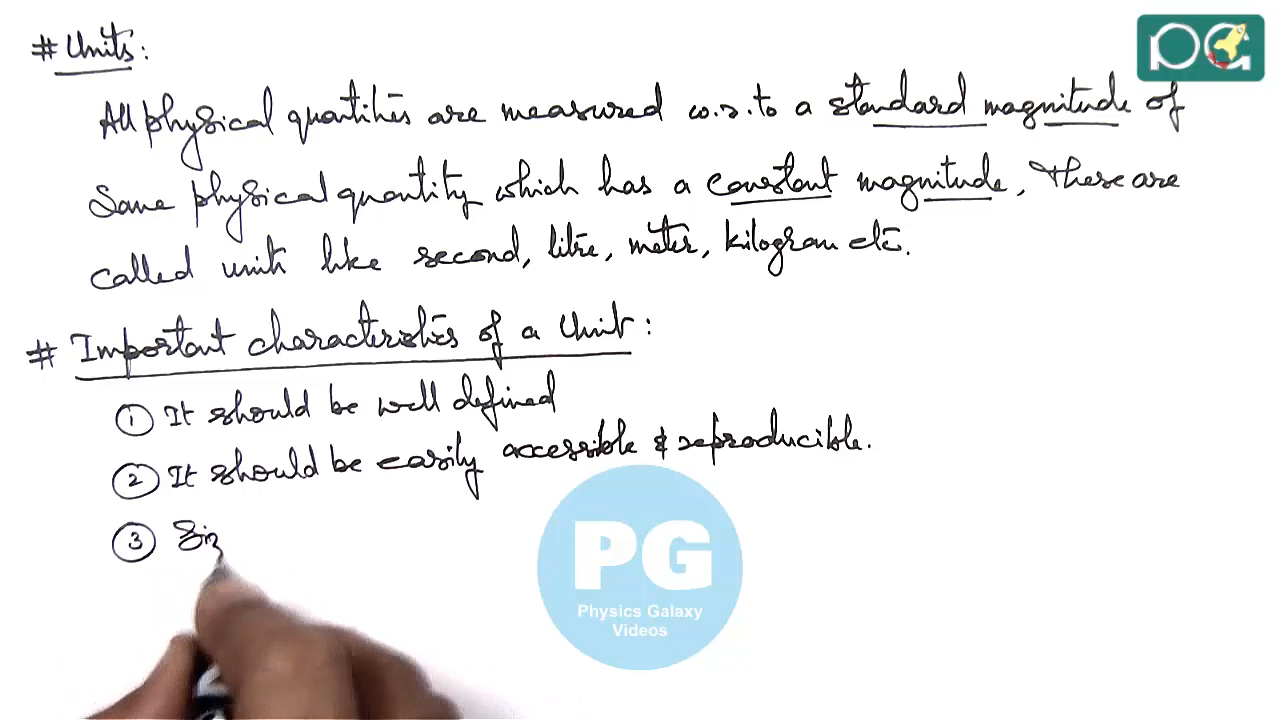 # Units:
All physical quantities are measured w.r.to a standard magnitude of
Same physical quantity which has a constant magnitude, These are
called units like second, litre, meter, kilogram etc.
# Important characteristics of a Unit:
① It should be well defined
② It should be easily accessible & reproducible.
③ Siz
PG
Physics Galaxy
Videos